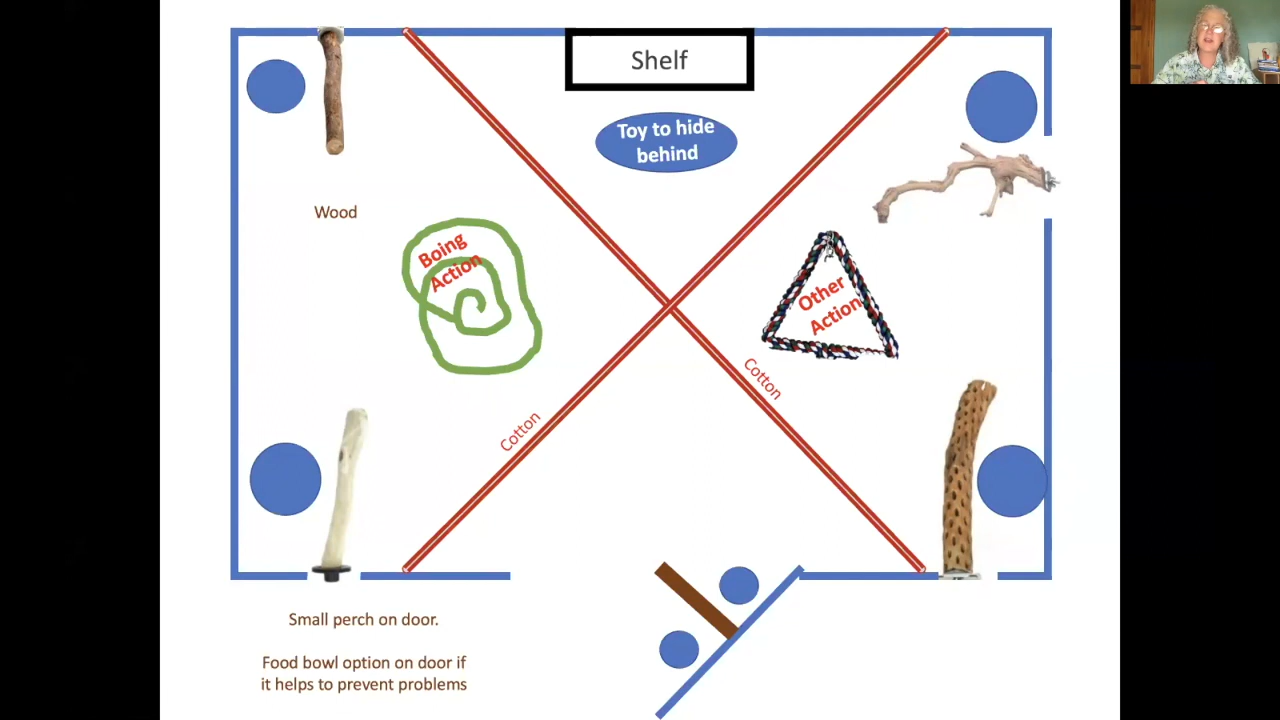 Shelf
Toy to hide
behind
Wood
Boing
Action
Other
Action
Cotton
Cotton
Small perch on door.
Food bowl option on door if
it helps to prevent problems